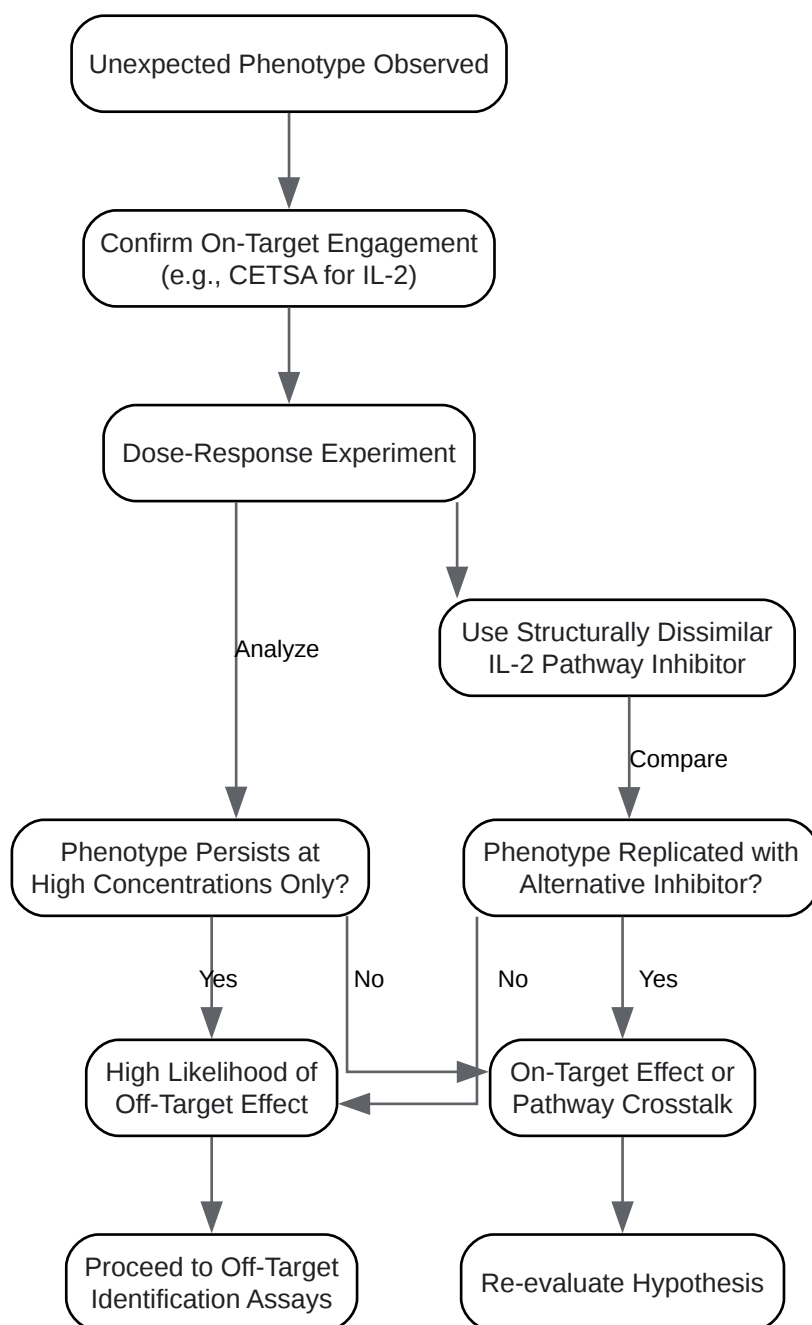 Unexpected Phenotype Observed
Confirm On-Target Engagement
(e.g., CETSA for IL-2)
Dose-Response Experiment
Use Structurally Dissimilar
IL-2 Pathway Inhibitor
Analyze
Compare
Phenotype Persists at
High Concentrations Only?
Phenotype Replicated with
Alternative Inhibitor?
Yes
No
No
Yes
High Likelihood of
Off-Target Effect
On-Target Effect or
Pathway Crosstalk
Proceed to Off-Target
Identification Assays
Re-evaluate Hypothesis